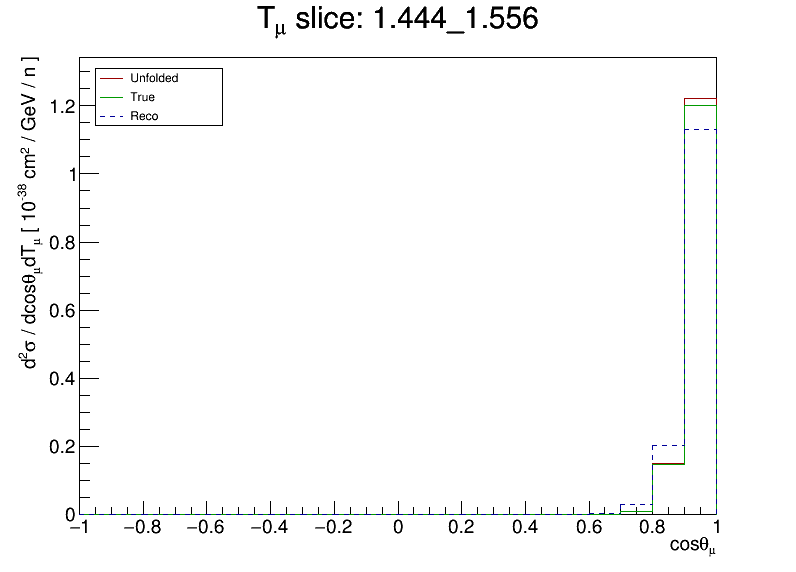 Tμ slice: 1.444_1.556
d²σ / dcosθμdTμ [ 10⁻³⁸ cm² / GeV / n ]
Unfolded
True
Reco
1.2
1
0.8
0.6
0.4
0.2
0
−1 −0.8 −0.6 −0.4 −0.2 0 0.2 0.4 0.6 0.8 1
cosθμ